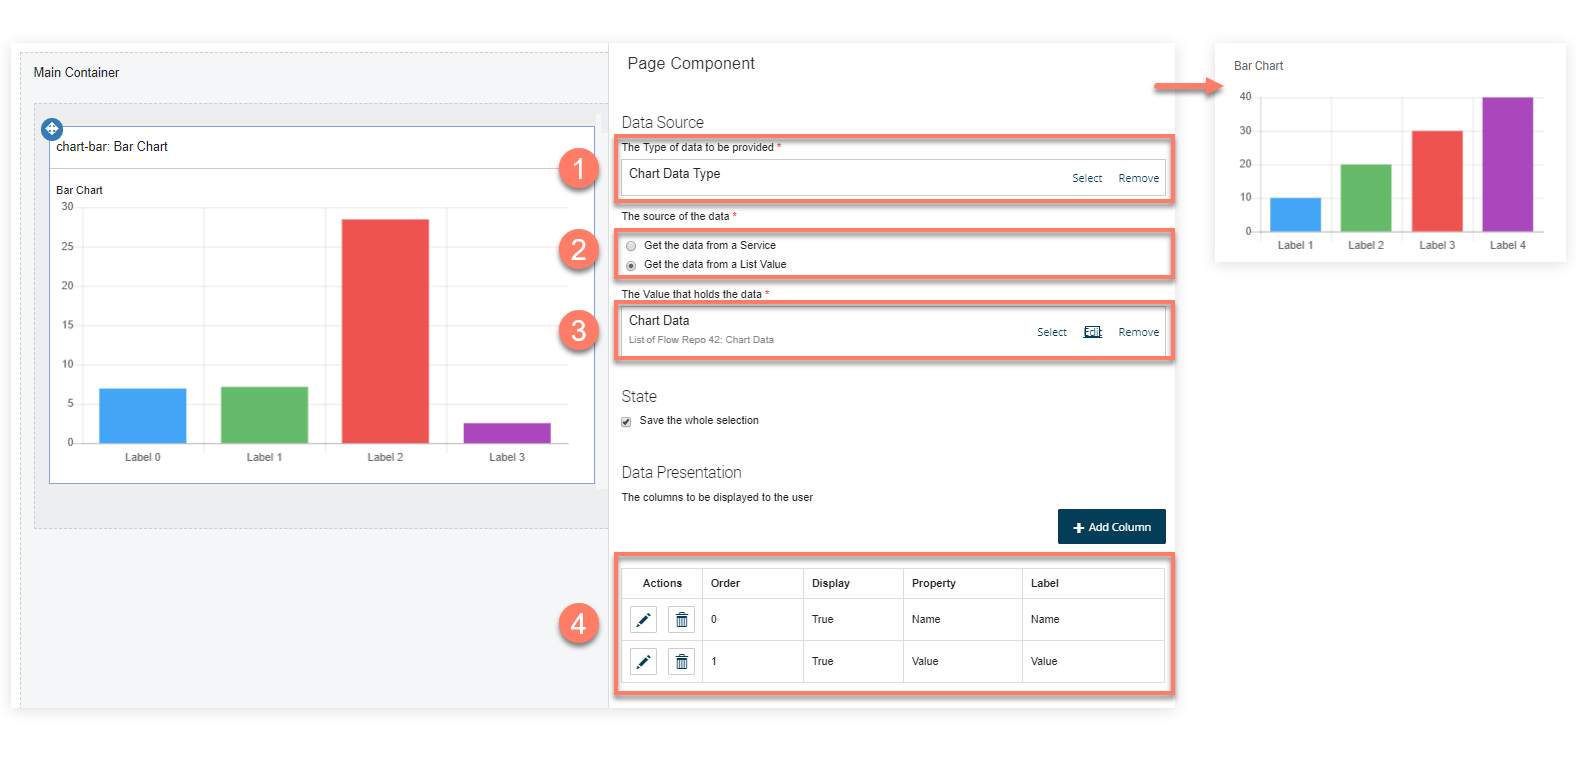 Main Container
chart-bar: Bar Chart
Bar Chart
30
25
20
15
10
5
0
Label 0 Label 1 Label 2 Label 3
Page Component
Data Source
1
The Type of data to be provided *
Chart Data Type
Select Remove
The source of the data *
2
Get the data from a Service
Get the data from a List Value
The Value that holds the data *
3
Chart Data
List of Flow Repo 42: Chart Data
Select Edit Remove
State
Save the whole selection
Data Presentation
The columns to be displayed to the user
+ Add Column
4
Actions Order Display Property Label
0 True Name Name
1 True Value Value
Bar Chart
40
30
20
10
0
Label 1 Label 2 Label 3 Label 4